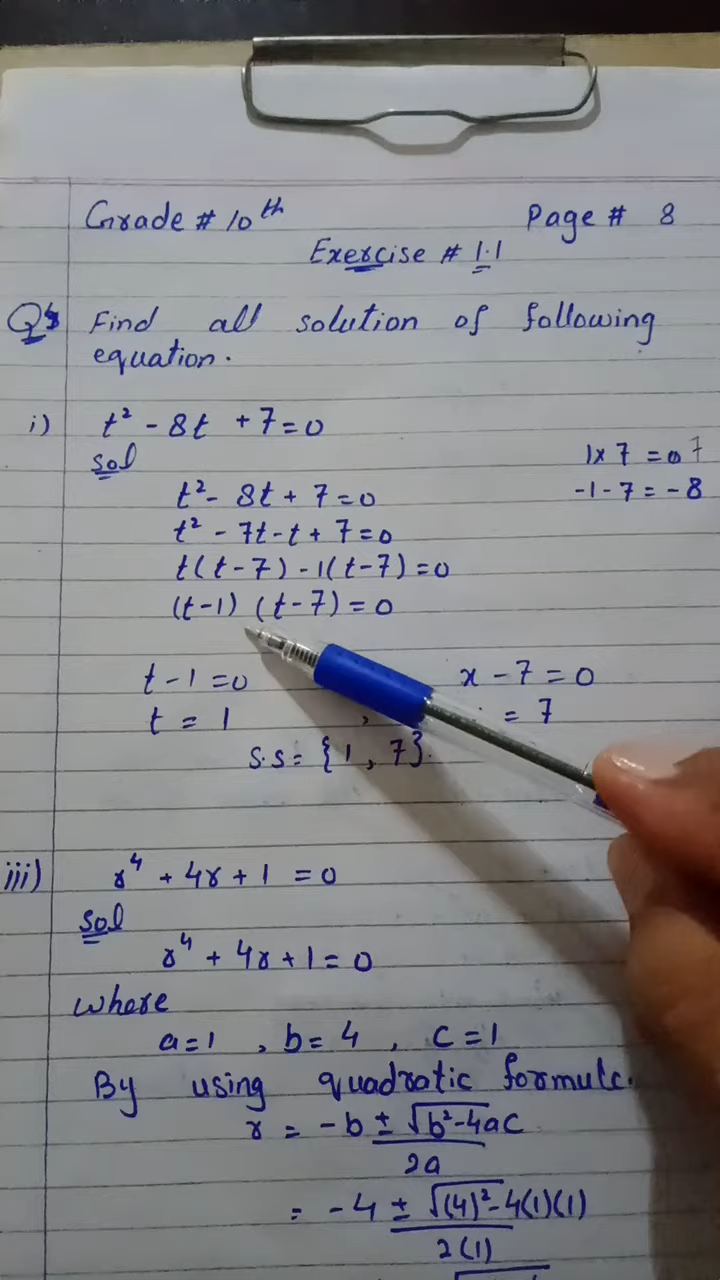 Grade # 10th
Page # 8
Exercise # 1.1
Find all solution of following
equation.
i) t² - 8t + 7 = 0
Sol
1 x 7 = 7
t² - 8t + 7 = 0
-1 - 7 = -8
t² - 7t - t + 7 = 0
t(t - 7) - 1(t - 7) = 0
(t - 1) (t - 7) = 0
t - 1 = 0
x - 7 = 0
t = 1 ,
= 7
S.S = {1, 7}
iii) r⁴ + 4r + 1 = 0
Sol
r⁴ + 4r + 1 = 0
where
a = 1 , b = 4 , c = 1
By using quadratic formula.
r = -b ± √b² - 4ac
2a
= -4 ± √(4)² - 4(1)(1)
2(1)